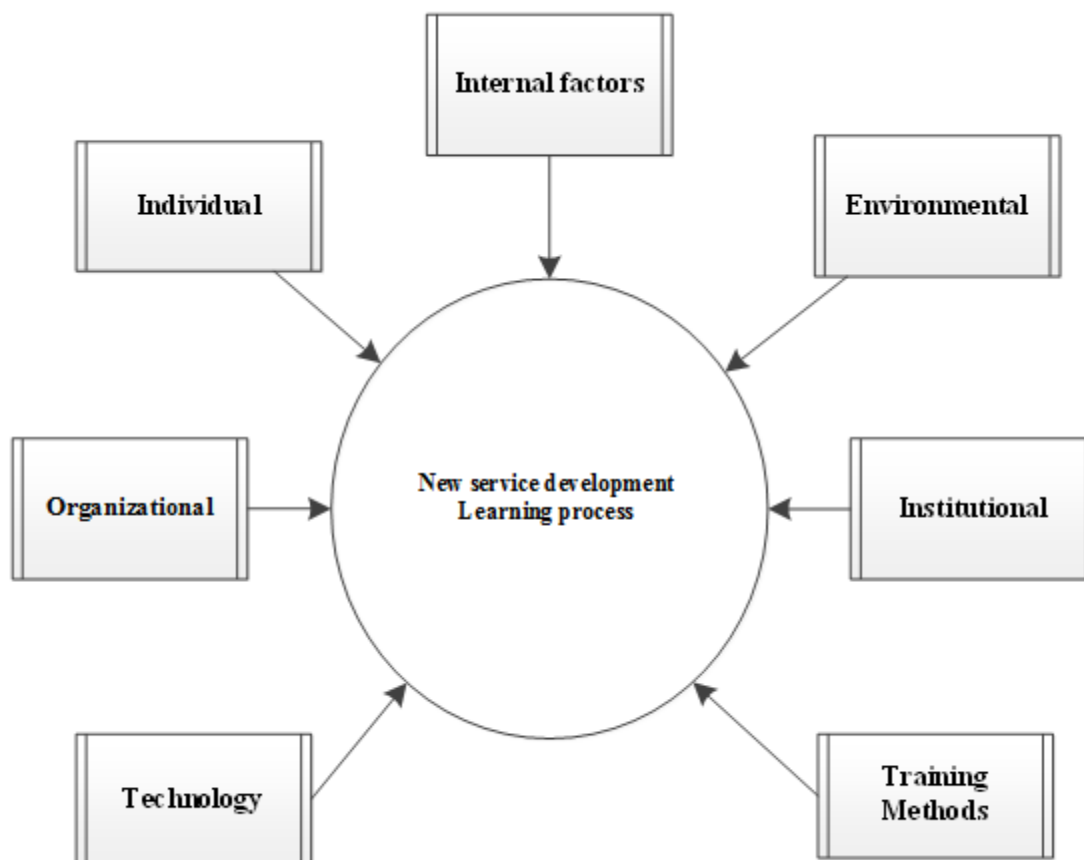 Internal factors
Individual
Environmental
New service development
Learning process
Organizational
Institutional
Technology
Training
Methods